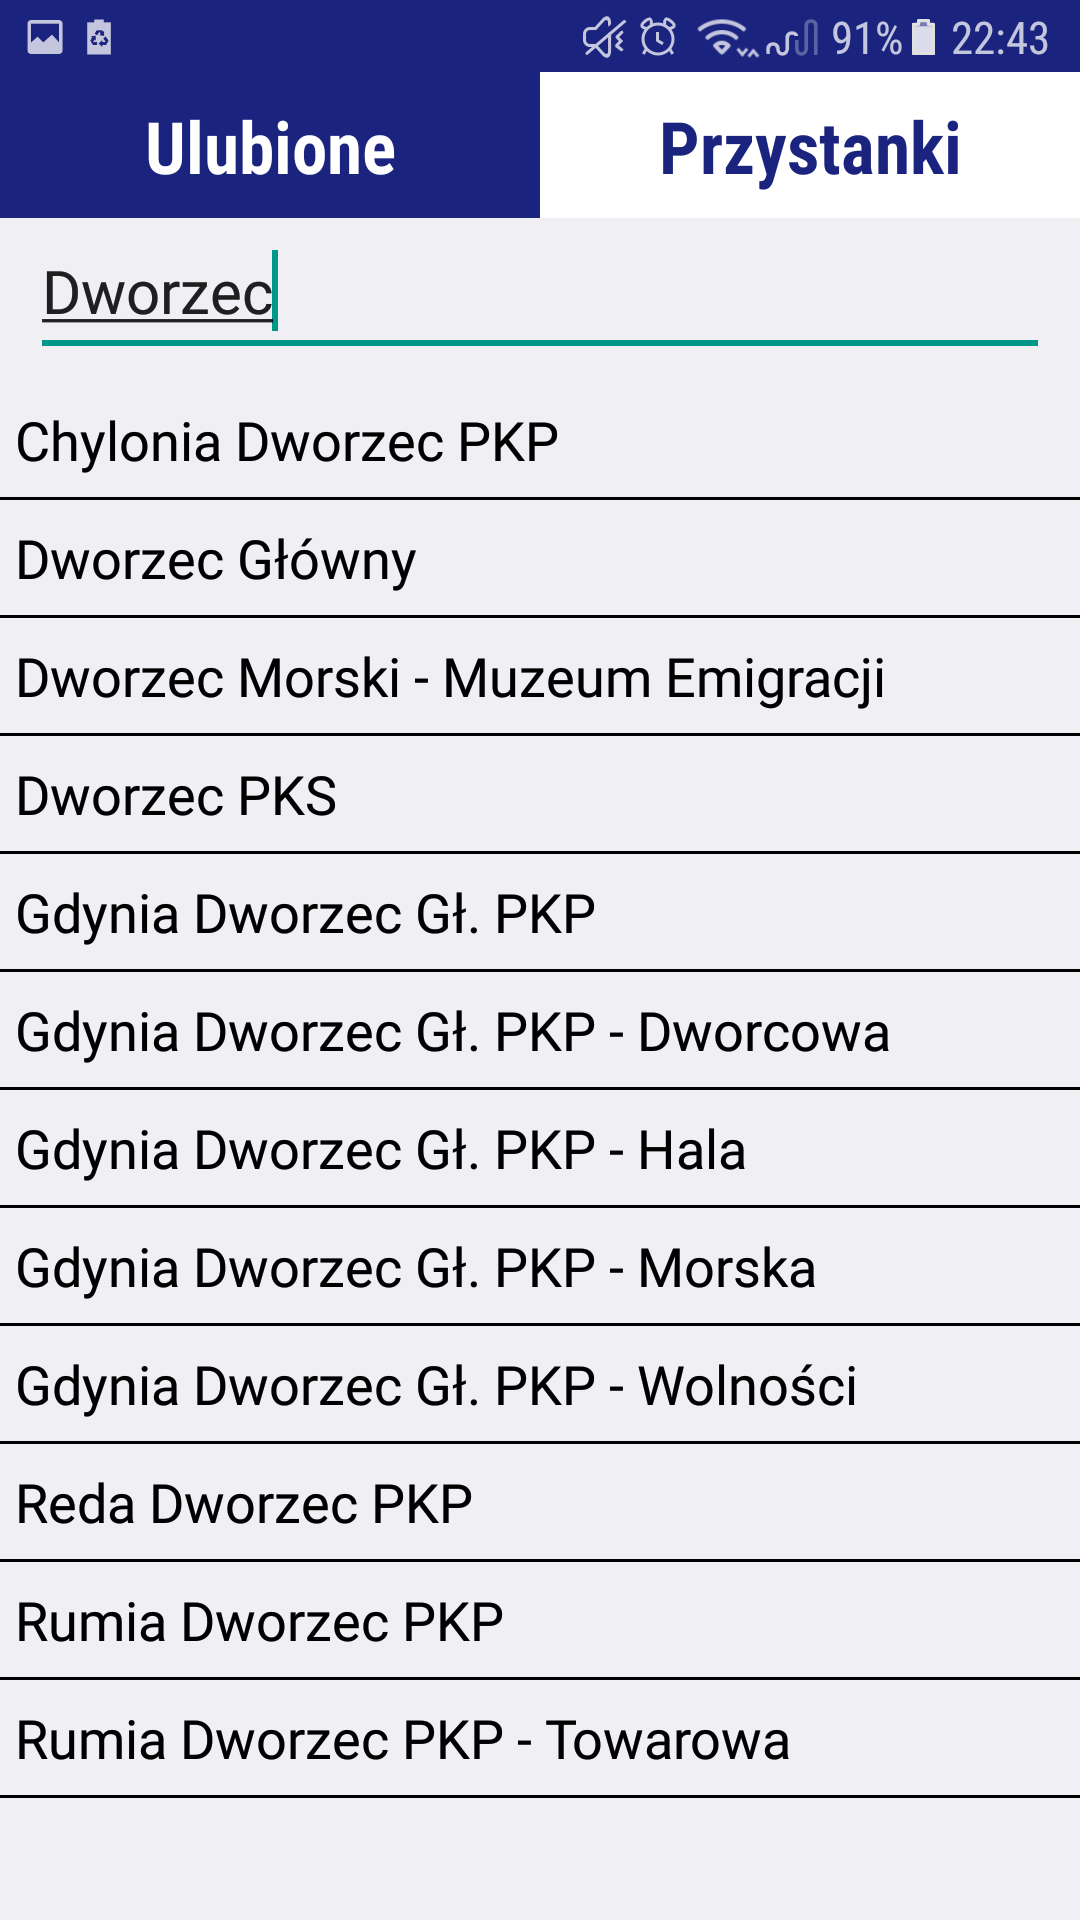 91% 22:43
Ulubione Przystanki
Dworzec
Chylonia Dworzec PKP
Dworzec Główny
Dworzec Morski - Muzeum Emigracji
Dworzec PKS
Gdynia Dworzec Gł. PKP
Gdynia Dworzec Gł. PKP - Dworcowa
Gdynia Dworzec Gł. PKP - Hala
Gdynia Dworzec Gł. PKP - Morska
Gdynia Dworzec Gł. PKP - Wolności
Reda Dworzec PKP
Rumia Dworzec PKP
Rumia Dworzec PKP - Towarowa